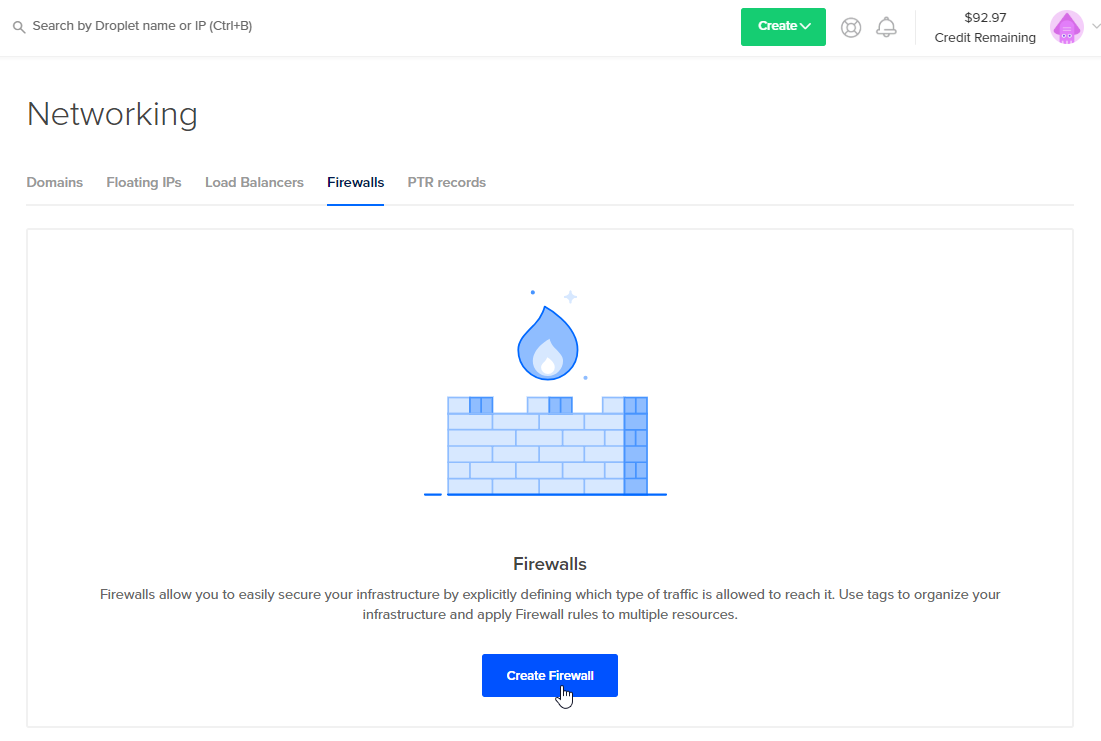 Search by Droplet name or IP (Ctrl+B)
Create
$92.97
Credit Remaining
Networking
Domains
Floating IPs
Load Balancers
Firewalls
PTR records
Firewalls
Firewalls allow you to easily secure your infrastructure by explicitly defining which type of traffic is allowed to reach it. Use tags to organize your
infrastructure and apply Firewall rules to multiple resources.
Create Firewall